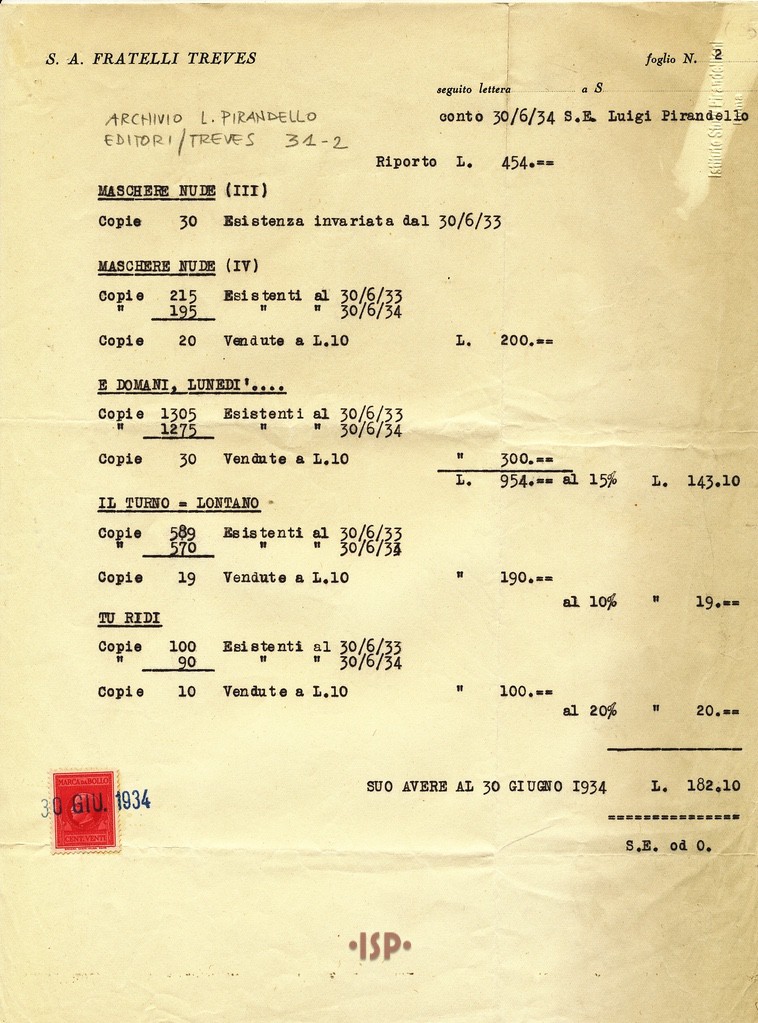 S. A. FRATELLI TREVES
foglio N. 2
seguito lettera a S
conto 30/6/34 S.E. Luigi Pirandello
ARCHIVIO L. PIRANDELLO
EDITORI/TREVES 31-2
Riporto L. 454.==
MASCHERE NUDE (III)
Copie 30 Esistenza invariata dal 30/6/33
MASCHERE NUDE (IV)
Copie 215 Esistenti al 30/6/33
" 195 " " 30/6/34
Copie 20 Vendute a L.10 L. 200.==
E DOMANI, LUNEDI'....
Copie 1305 Esistenti al 30/6/33
" 1275 " " 30/6/34
Copie 30 Vendute a L.10 " 300.==
L. 954.== al 15% L. 143.10
IL TURNO = LONTANO
Copie 589 Esistenti al 30/6/33
" 570 " " 30/6/34
Copie 19 Vendute a L.10 " 190.==
al 10% " 19.==
TU RIDI
Copie 100 Esistenti al 30/6/33
" 90 " " 30/6/34
Copie 10 Vendute a L.10 " 100.==
al 20% " 20.==
SUO AVERE AL 30 GIUGNO 1934 L. 182.10
===============
S.E. od O.
MARCA DA BOLLO
30 GIU. 1934
CENT. VENTI
•ISP•